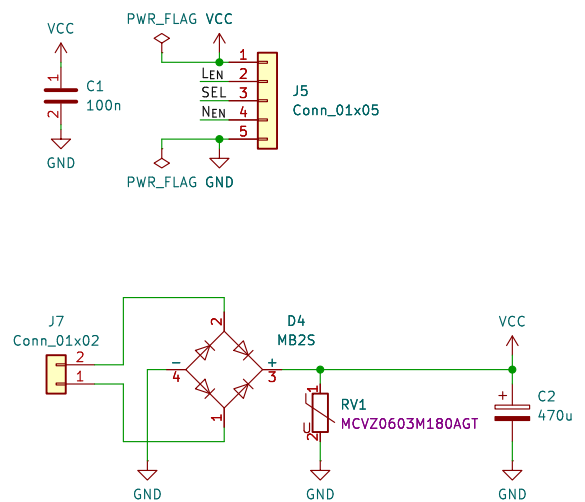 PWR_FLAG VCC
VCC
1
1
C1
LEN 2
J5
SEL 3
100n
Conn_01x05
2
NEN 4
5
GND
PWR_FLAG GND
J7
2
D4
VCC
Conn_01x02
MB2S
2
- +
4 3
1
1
+
C2
RV1
1
470u
U
MCVZ0603M180AGT
2
GND
GND
GND